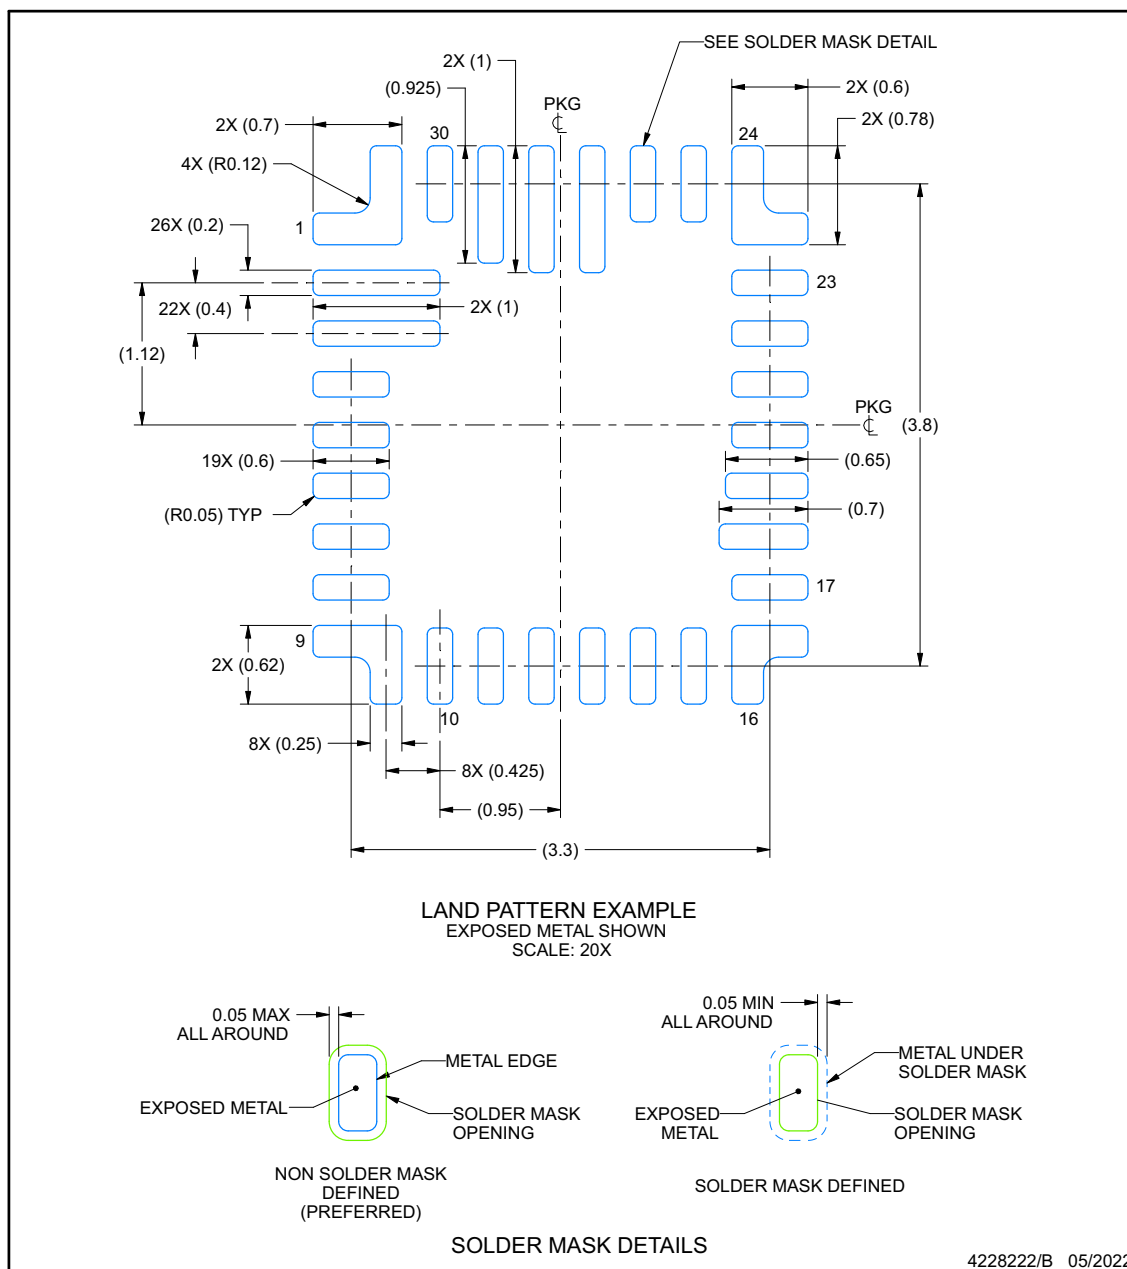 SEE SOLDER MASK DETAIL
2X (1)
(0.925)
PKG
2X (0.6)
2X (0.7)
30
24
2X (0.78)
4X (R0.12)
1
26X (0.2)
23
22X (0.4)
2X (1)
(1.12)
PKG
(3.8)
19X (0.6)
(0.65)
(R0.05) TYP
(0.7)
17
9
2X (0.62)
10
16
8X (0.25)
8X (0.425)
(0.95)
(3.3)
LAND PATTERN EXAMPLE
EXPOSED METAL SHOWN
SCALE: 20X
0.05 MAX
ALL AROUND
METAL EDGE
EXPOSED METAL
SOLDER MASK
OPENING
NON SOLDER MASK
DEFINED
(PREFERRED)
0.05 MIN
ALL AROUND
METAL UNDER
SOLDER MASK
EXPOSED
METAL
SOLDER MASK
OPENING
SOLDER MASK DEFINED
SOLDER MASK DETAILS
4228222/B 05/2022